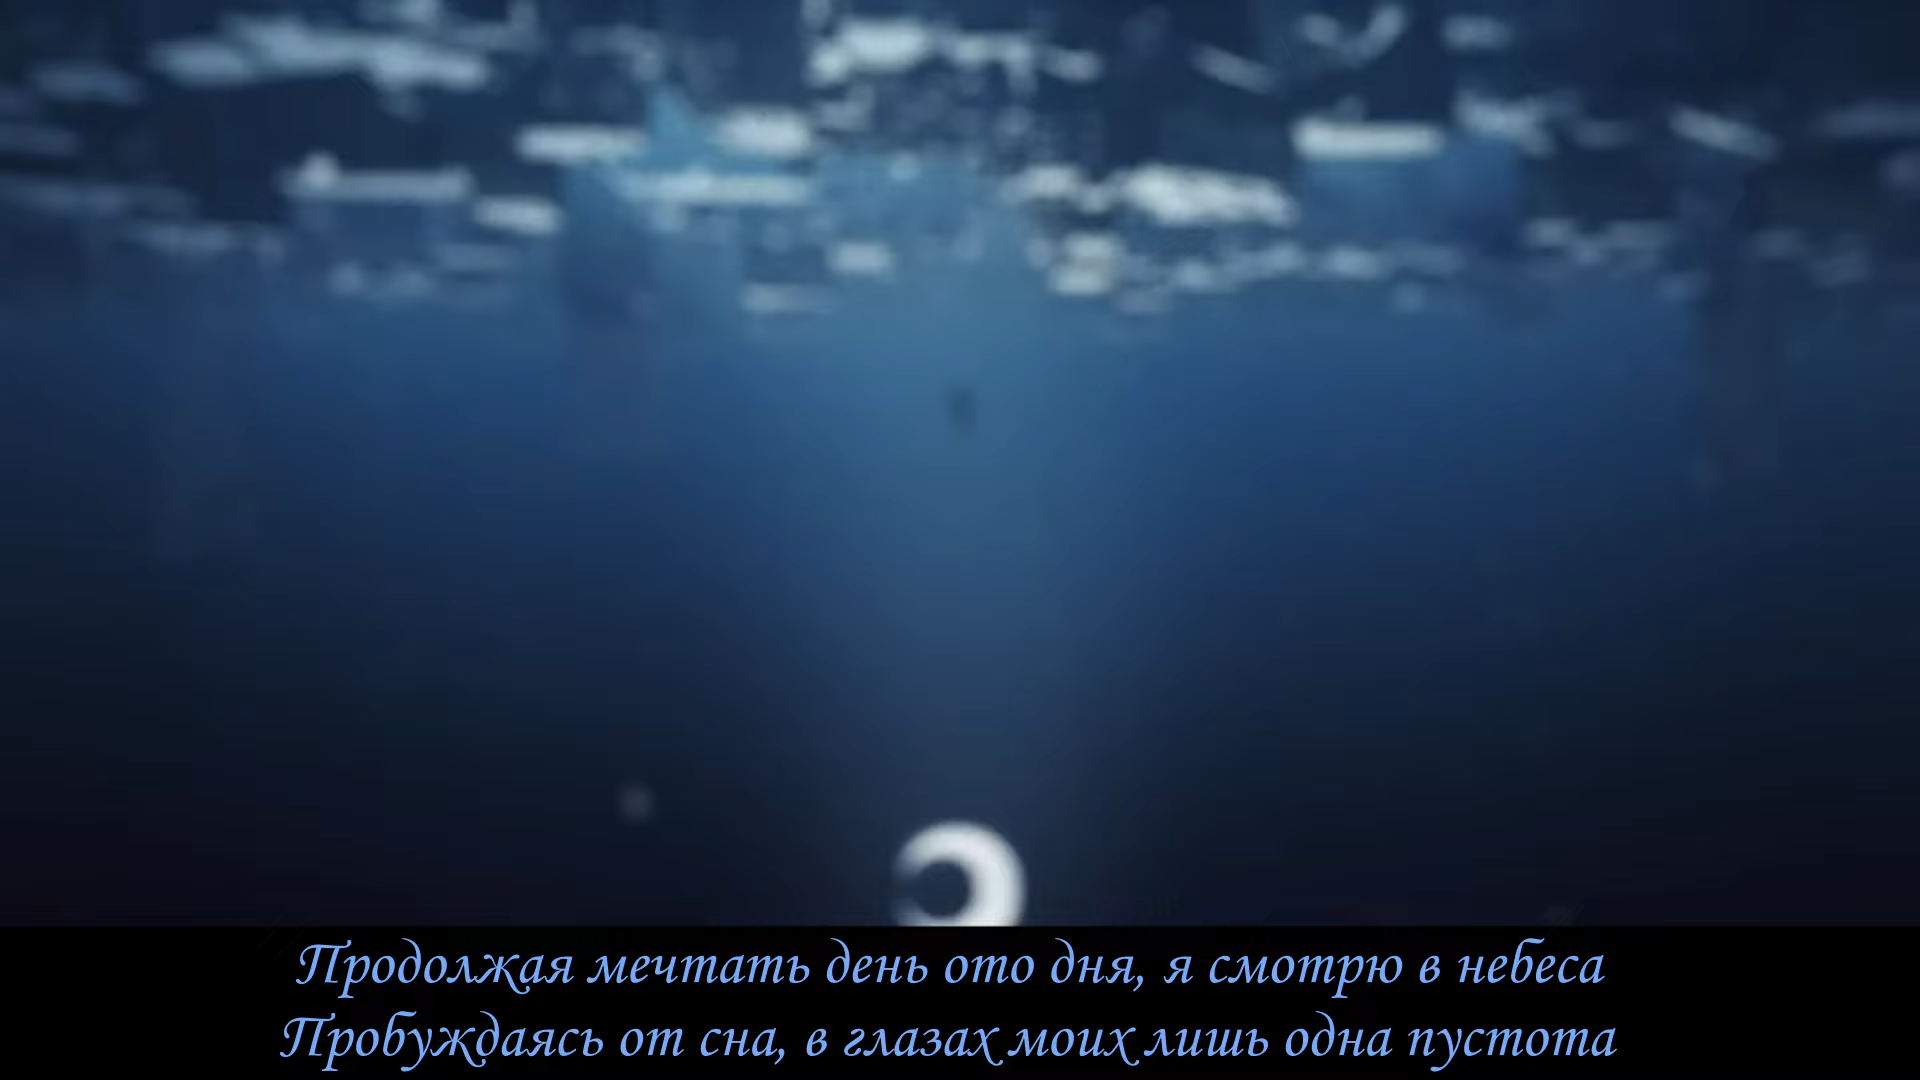 Продолжая мечтать день ото дня, я смотрю в небеса
Пробуждаясь от сна, в глазах моих лишь одна пустота